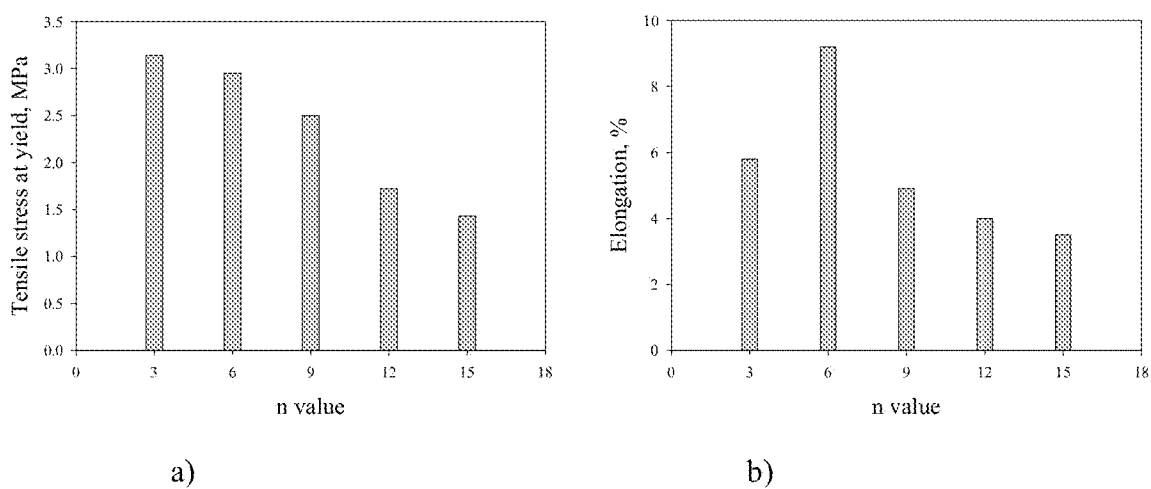 Tensile stress at yield, MPa
3.5
3.0
2.5
2.0
1.5
1.0
0.5
0.0
0 3 6 9 12 15 18
n value
a)
Elongation, %
10
8
6
4
2
0
0 3 6 9 12 15 18
n value
b)